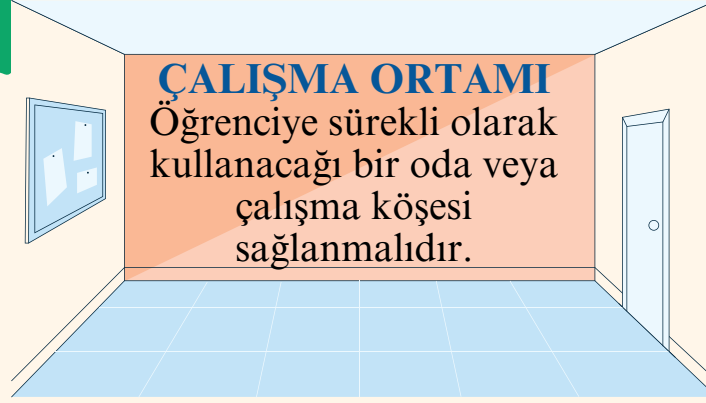 ÇALIŞMA ORTAMI
Öğrenciye sürekli olarak
kullanacağı bir oda veya
çalışma köşesi
sağlanmalıdır.